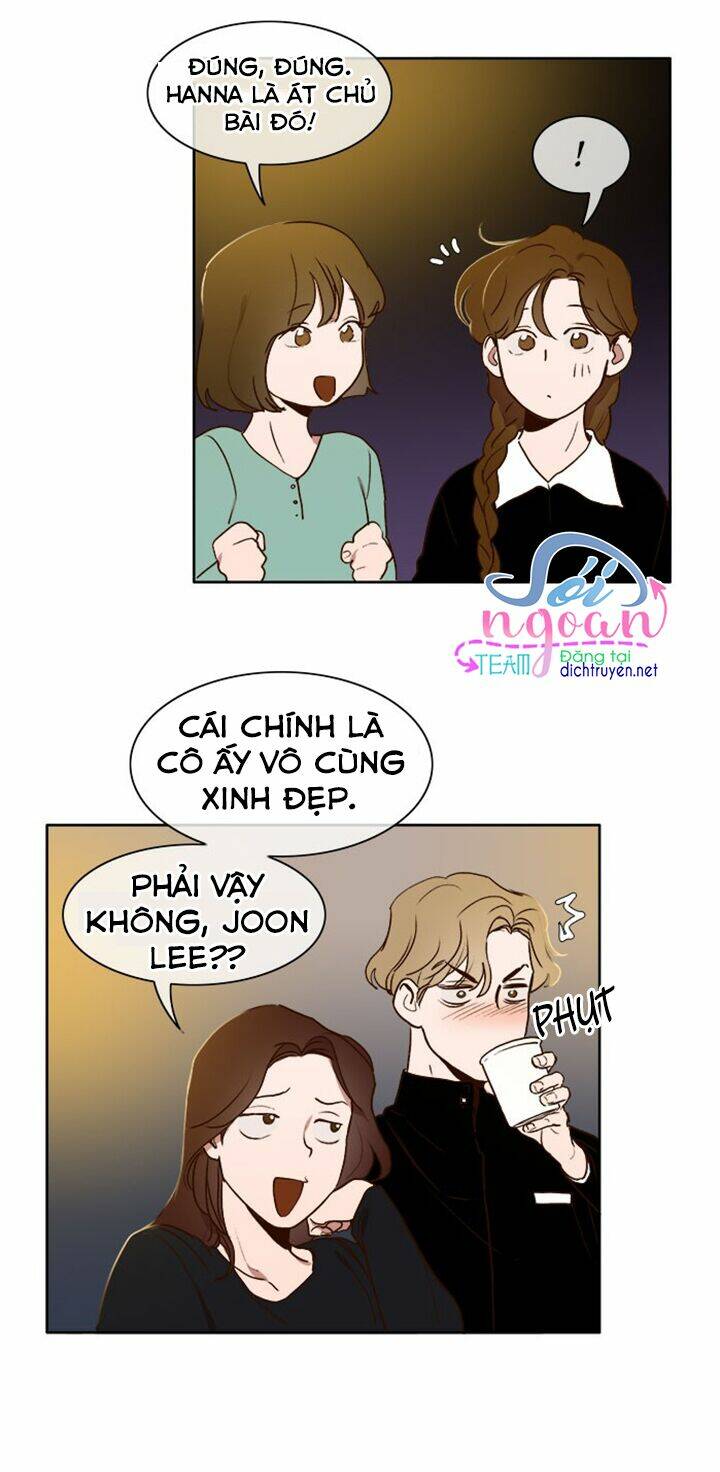 ĐÚNG, ĐÚNG.
HANNA LÀ ÁT CHỦ
BÀI ĐÓ!
!
Sói
ngoan
TEAM
Đăng tại
dichtruyen.net
CÁI CHÍNH LÀ
CÔ ẤY VÔ CÙNG
XINH ĐẸP.
PHẢI VẬY
KHÔNG, JOON
LEE??
PHỤT